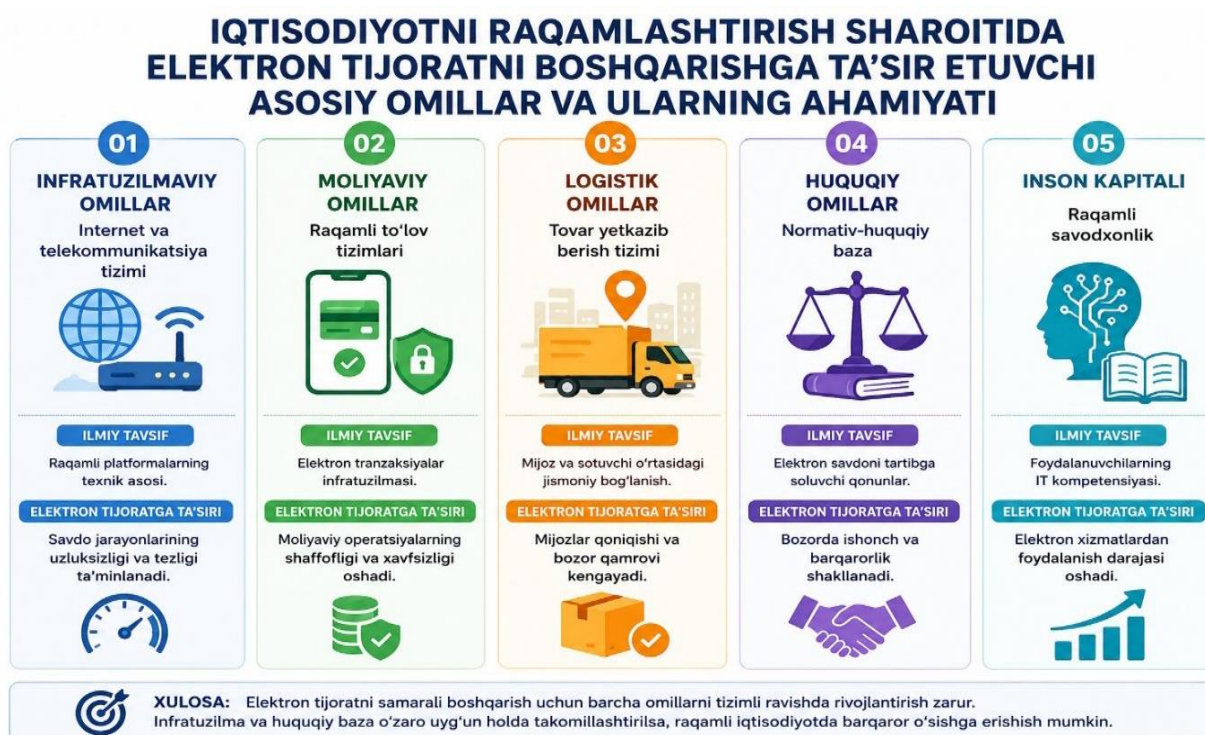 IQTISODIYOTNI RAQAMLASHTIRISH SHAROITIDA
ELEKTRON TIJORATNI BOSHQARISHGA TA’SIR ETUVCHI
ASOSIY OMILLAR VA ULARNING AHAMIYATI
01
INFRATUZILMAVIY
OMILLAR
Internet va
telekommunikatsiya
tizimi
ILMIY TAVSIF
Raqamli platformalarning
texnik asosi.
ELEKTRON TIJORATGA TA’SIRI
Savdo jarayonlarining
uzluksizligi va tezligi
ta’minlanadi.
02
MOLIYAVIY
OMILLAR
Raqamli to‘lov
tizimlari
ILMIY TAVSIF
Elektron tranzaksiyalar
infratuzilmasi.
ELEKTRON TIJORATGA TA’SIRI
Moliyaviy operatsiyalarning
shaffofligi va xavfsizligi
oshadi.
03
LOGISTIK
OMILLAR
Tovar yetkazib
berish tizimi
ILMIY TAVSIF
Mijoz va sotuvchi o‘rtasidagi
jismoniy bog‘lanish.
ELEKTRON TIJORATGA TA’SIRI
Mijozlar qoniqishi va
bozor qamrovi
kengayadi.
04
HUQUQIY
OMILLAR
Normativ-huquqiy
baza
ILMIY TAVSIF
Elektron savdoni tartibga
soluvchi qonunlar.
ELEKTRON TIJORATGA TA’SIRI
Bozorda ishonch va
barqarorlik
shakllanadi.
05
INSON KAPITALI
Raqamli
savodxonlik
ILMIY TAVSIF
Foydalanuvchilarning
IT kompetensiyasi.
ELEKTRON TIJORATGA TA’SIRI
Elektron xizmatlardan
foydalanish darajasi
oshadi.
XULOSA: Elektron tijoratni samarali boshqarish uchun barcha omillarni tizimli ravishda rivojlantirish zarur.
Infratuzilma va huquqiy baza o‘zaro uyg‘un holda takomillashtirilsa, raqamli iqtisodiyotda barqaror o‘sishga erishish mumkin.